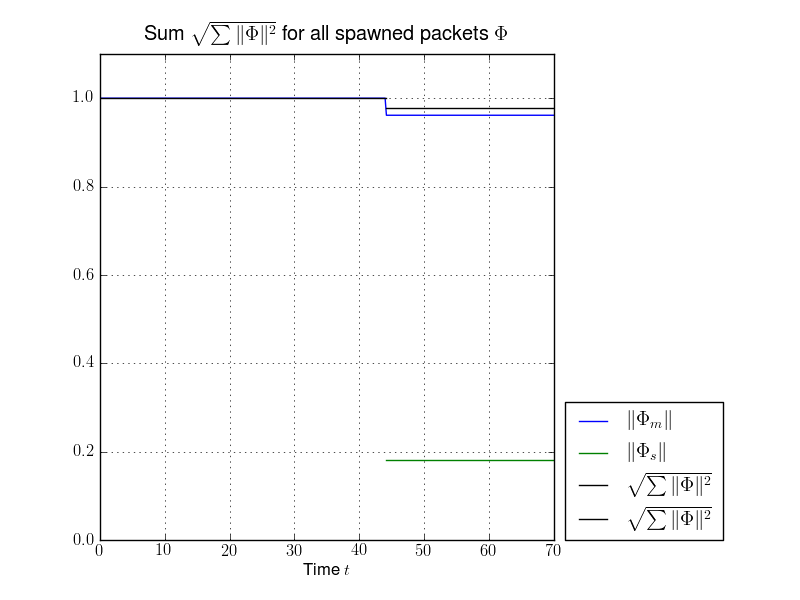 Sum √∑‖Φ‖² for all spawned packets Φ
1.0
0.8
0.6
0.4
0.2
0.0
0 10 20 30 40 50 60 70
Time t
‖Φₘ‖
‖Φₛ‖
√∑‖Φ‖²
√∑‖Φ‖²